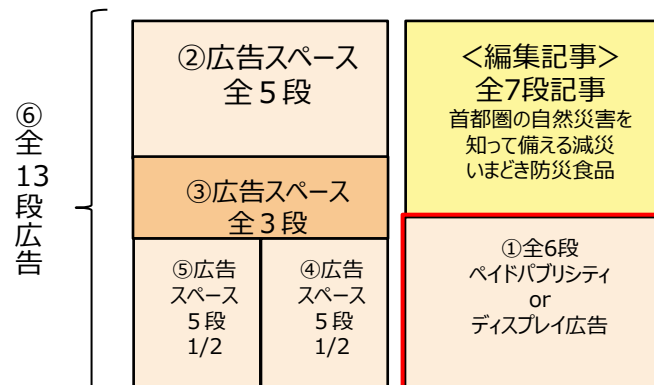 ⑥全13段広告
②広告スペース
全５段
③広告スペース
全３段
⑤広告
スペース
５段
1/2
④広告
スペース
５段
1/2
＜編集記事＞
全7段記事
首都圏の自然災害を
知って備える減災
いまどき防災食品
①全6段
ペイドパブリシティ
or
ディスプレイ広告